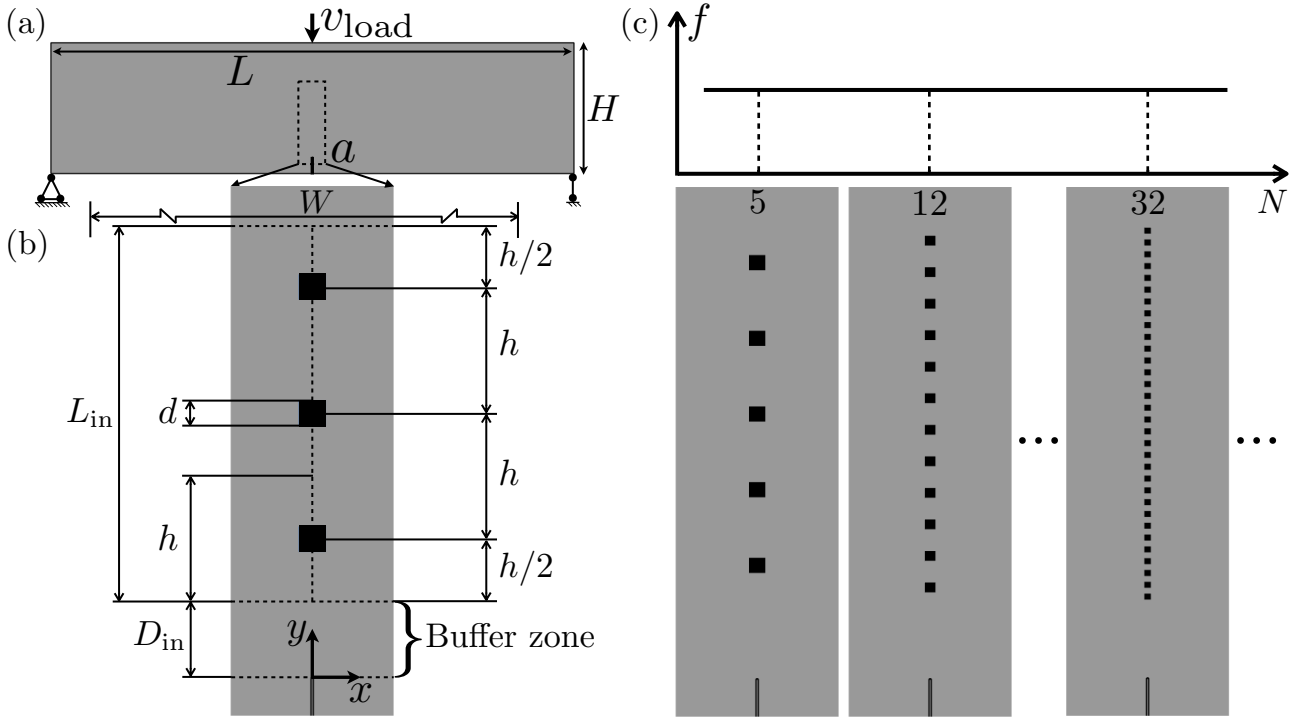 (a)
v_load
L
H
a
W
(b)
h/2
h
L_in
d
h
h
h/2
D_in
y
Buffer zone
x
(c)
f
5
12
32
N
...
...